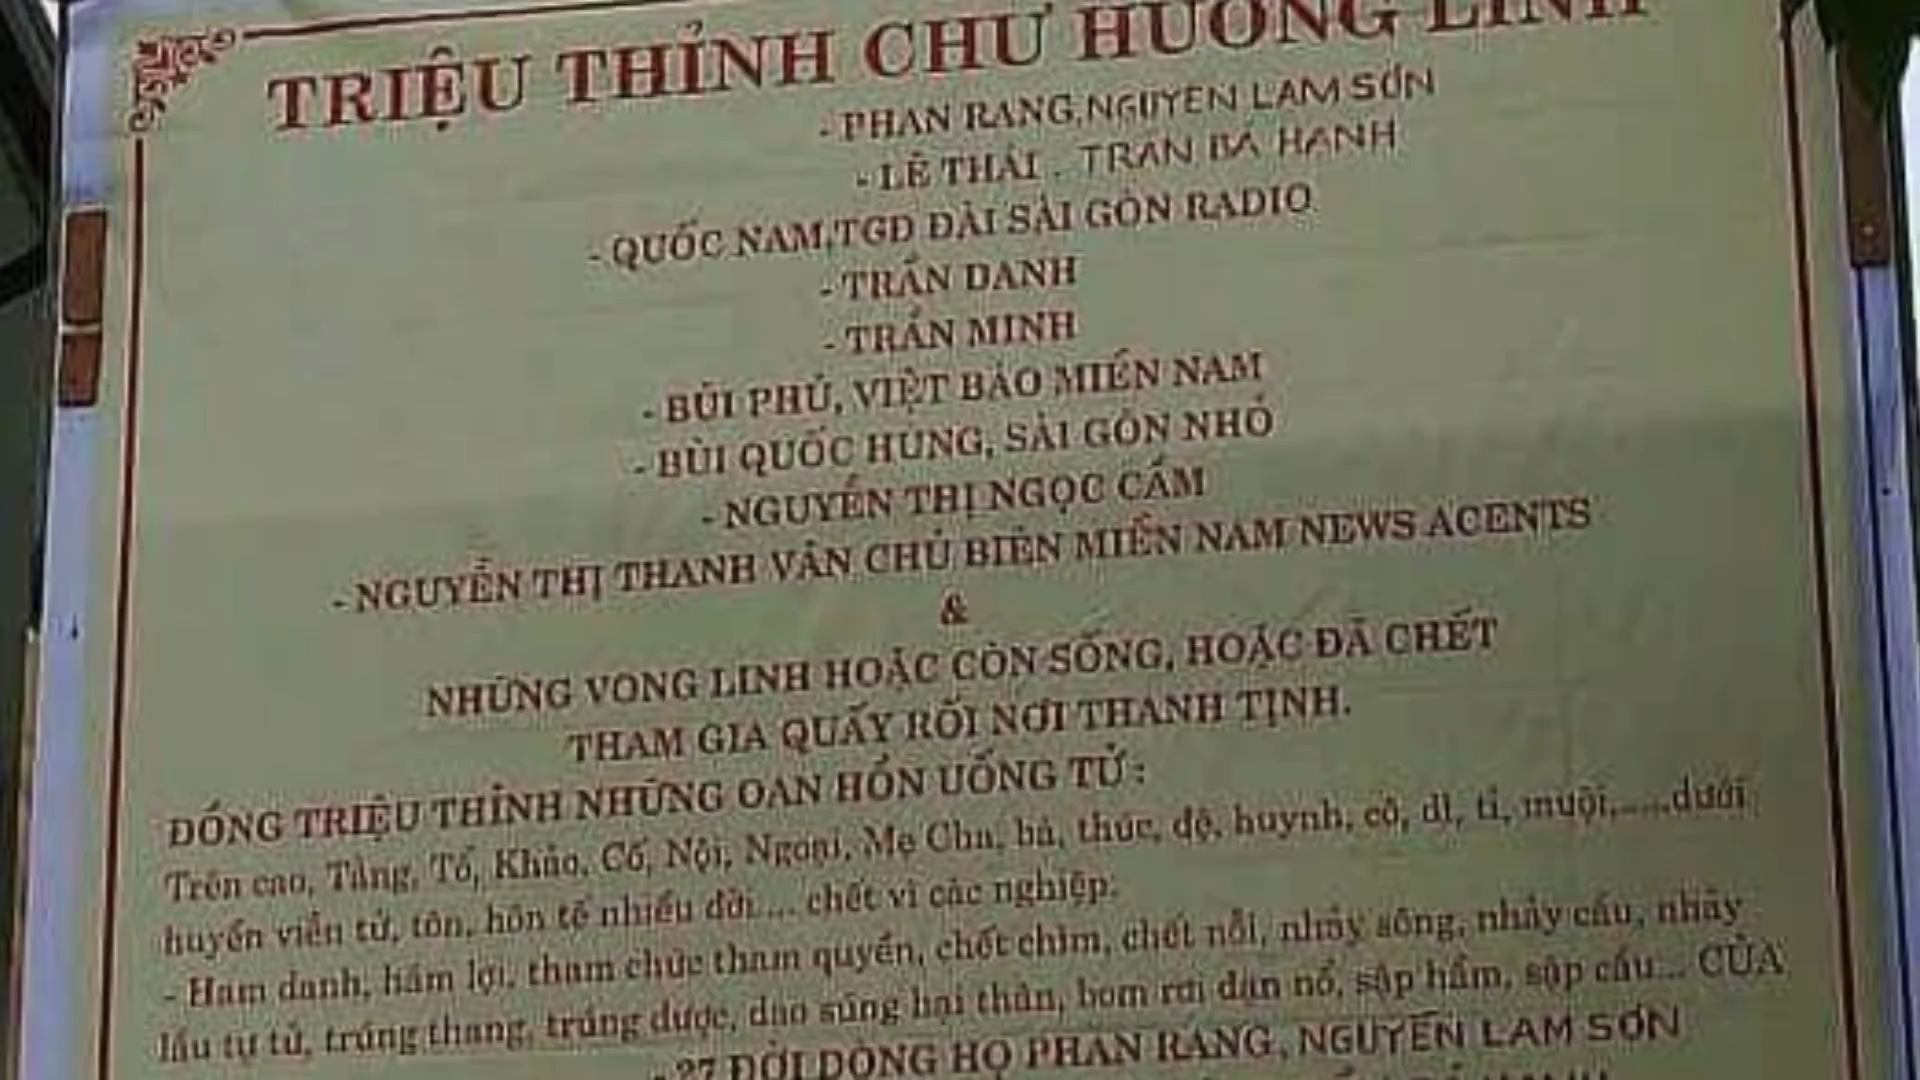 TRIỆU THỈNH CHƯ HƯƠNG LINH
- PHAN RANG, NGUYỄN LAM SƠN
- LÊ THÁI . TRẦN BÁ HẠNH
- QUỐC NAM, TGD ĐÀI SÀI GÒN RADIO
- TRẦN DANH
- TRẦN MINH
- BÙI PHÚ, VIỆT BÁO MIỀN NAM
- BÙI QUỐC HÙNG, SÀI GÒN NHỎ
- NGUYỄN THỊ NGỌC CẨM
- NGUYỄN THỊ THANH VÂN CHỦ BIÊN MIỀN NAM NEWS ACENTS
&
NHỮNG VONG LINH HOẶC CÒN SỐNG, HOẶC ĐÃ CHẾT
THAM GIA QUẤY RỐI NƠI THANH TỊNH.
ĐỒNG TRIỆU THỈNH NHỮNG OAN HỒN UỔNG TỬ :
Trên cao, Tằng, Tổ, Khảo, Cố, Nội, Ngoại, Mẹ Cha, bá, thúc, đệ, huynh, cô, dì, tỉ, muội,......dưới
huyền viễn tử, tôn, hôn tế nhiều đời.... chết vì các nghiệp:
- Ham danh, hám lợi, tham chức tham quyền, chết chìm, chết nổi, nhảy sông, nhảy cầu, nhảy
lầu tự tử, trúng thang, trúng dược, dao súng hại thân, bom rơi đạn nổ, sập hầm, sập cầu... CỦA
- 27 ĐỜI DÒNG HỌ PHAN RANG, NGUYỄN LAM SƠN